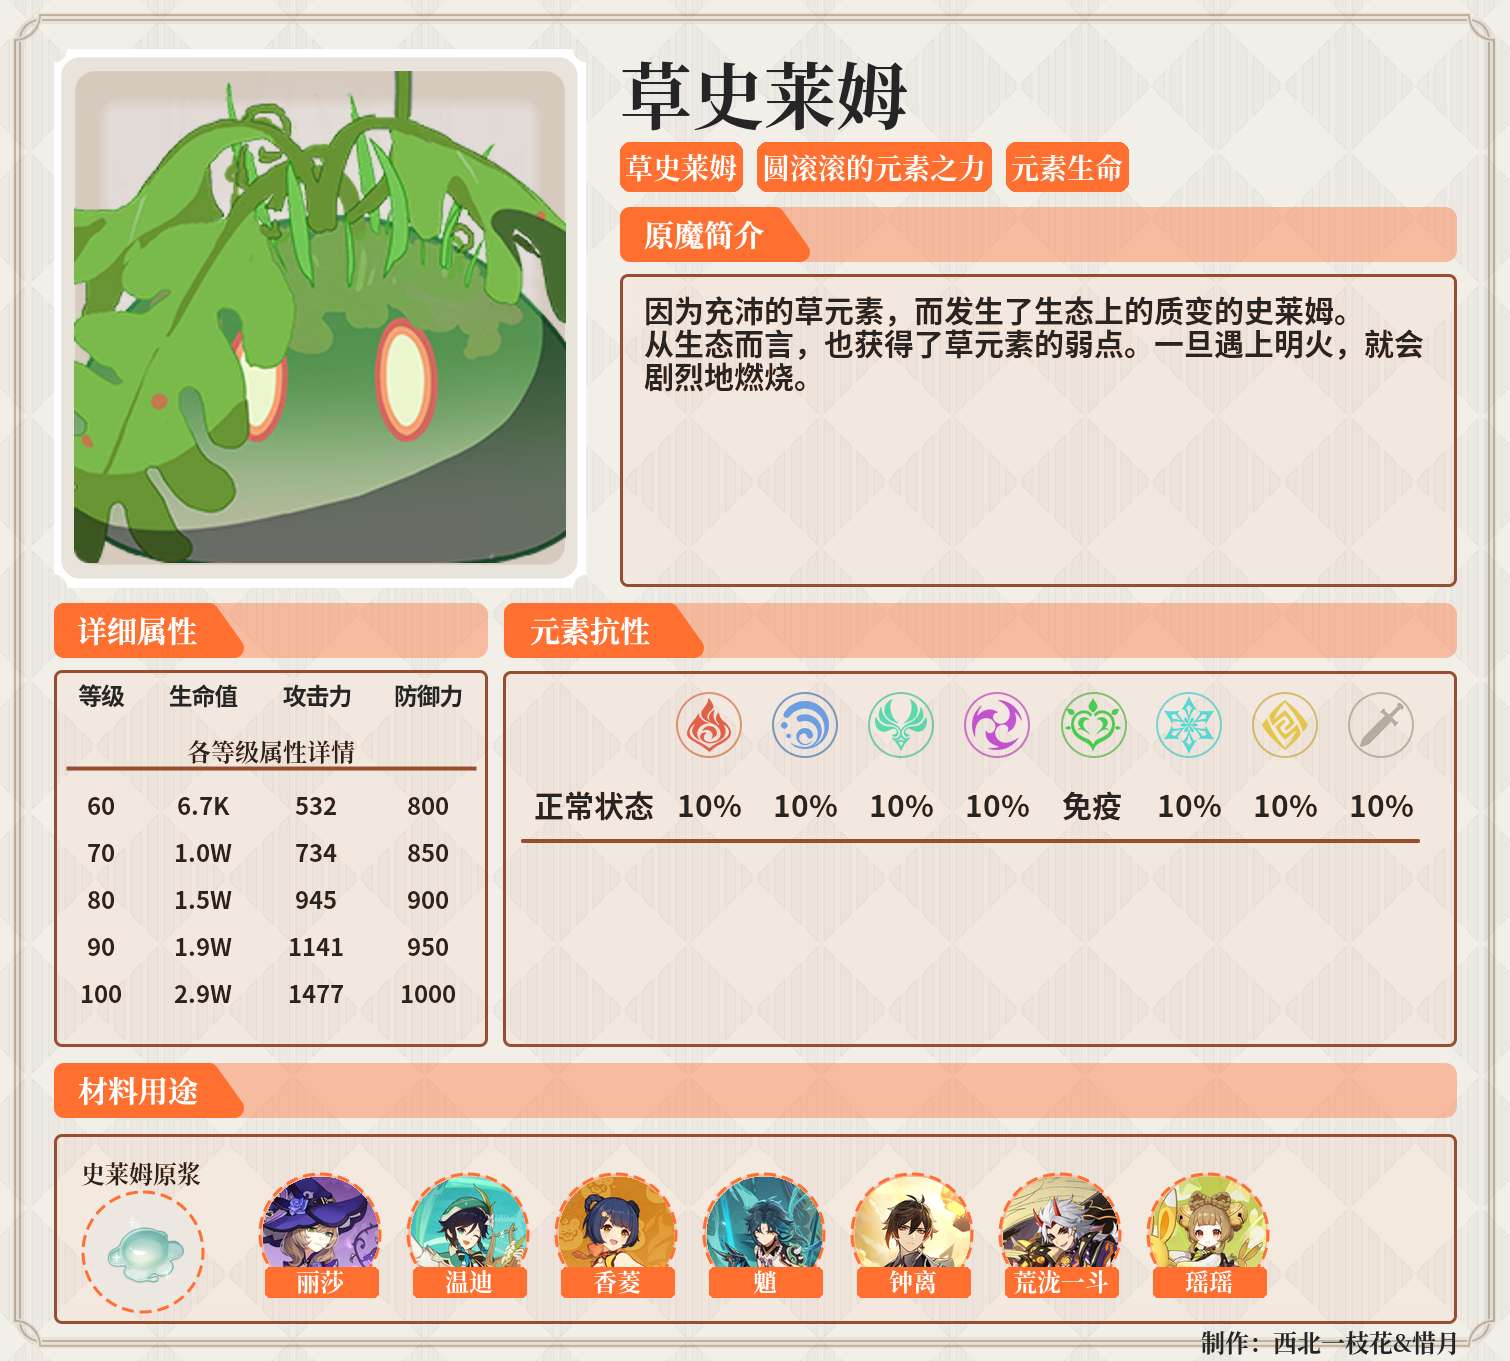 草史莱姆
草史莱姆 圆滚滚的元素之力 元素生命
原魔简介
因为充沛的草元素，而发生了生态上的质变的史莱姆。
从生态而言，也获得了草元素的弱点。一旦遇上明火，就会
剧烈地燃烧。
详细属性
等级 生命值 攻击力 防御力
各等级属性详情
60 6.7K 532 800
70 1.0W 734 850
80 1.5W 945 900
90 1.9W 1141 950
100 2.9W 1477 1000
元素抗性
正常状态 10% 10% 10% 10% 免疫 10% 10% 10%
材料用途
史莱姆原浆
丽莎 温迪 香菱 魈 钟离 荒泷一斗 瑶瑶
制作：西北一枝花&惜月